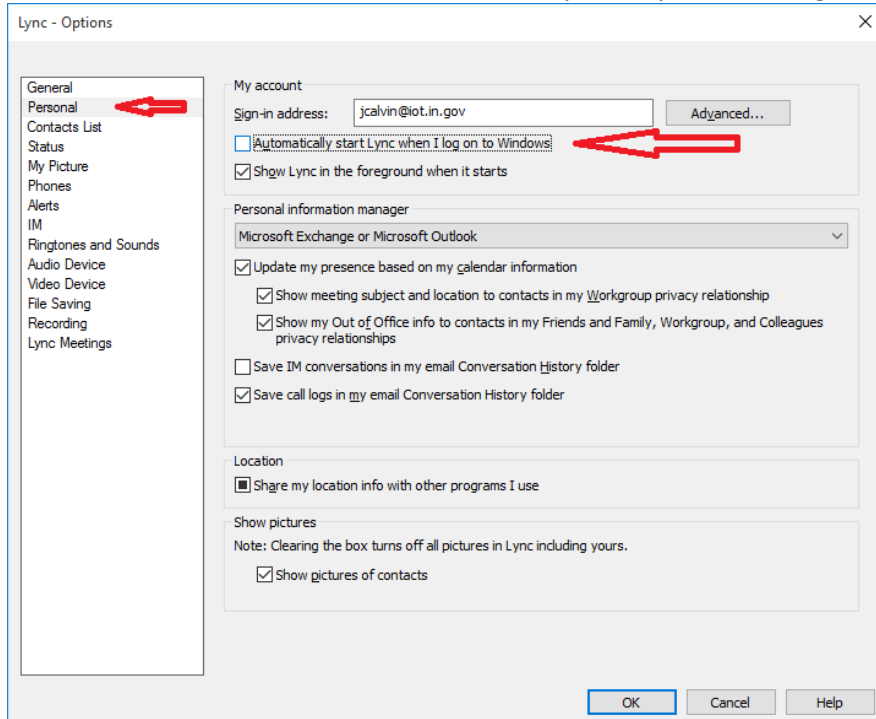 Lync - Options
General
Personal
Contacts List
Status
My Picture
Phones
Alerts
IM
Ringtones and Sounds
Audio Device
Video Device
File Saving
Recording
Lync Meetings
My account
Sign-in address: jcalvin@iot.in.gov Advanced...
Automatically start Lync when I log on to Windows
Show Lync in the foreground when it starts
Personal information manager
Microsoft Exchange or Microsoft Outlook
Update my presence based on my calendar information
Show meeting subject and location to contacts in my Workgroup privacy relationship
Show my Out of Office info to contacts in my Friends and Family, Workgroup, and Colleagues
privacy relationships
Save IM conversations in my email Conversation History folder
Save call logs in my email Conversation History folder
Location
Share my location info with other programs I use
Show pictures
Note: Clearing the box turns off all pictures in Lync including yours.
Show pictures of contacts
OK Cancel Help